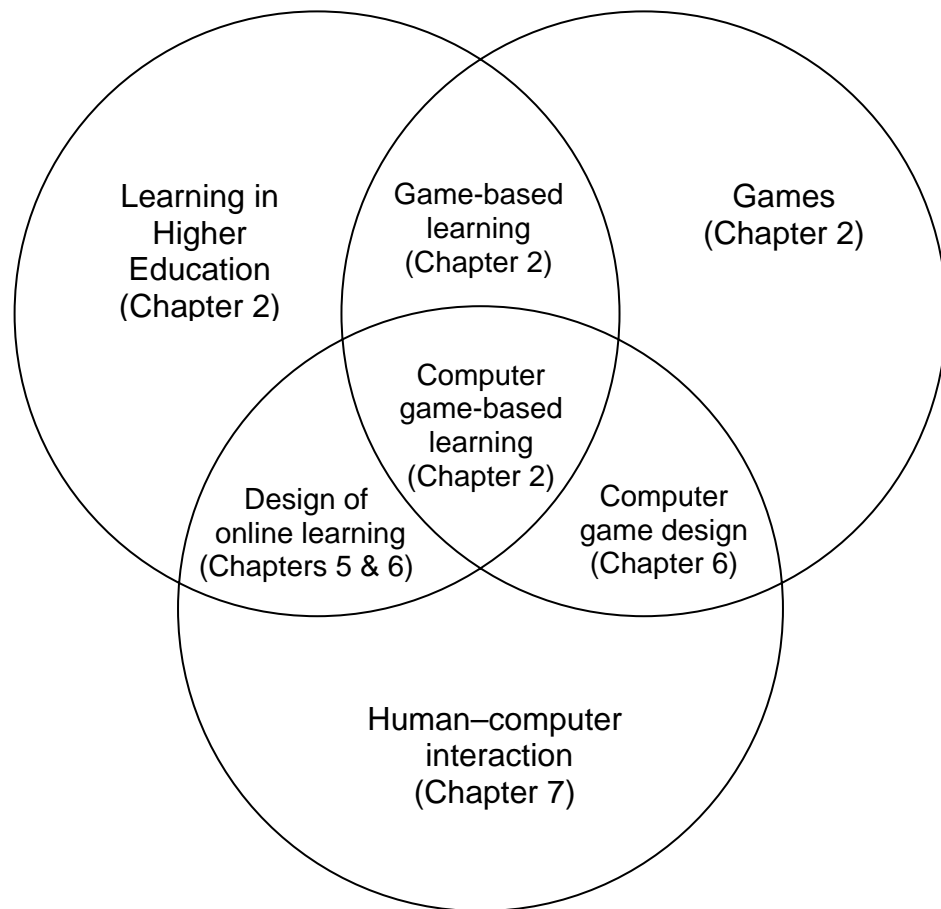 Learning in
Higher
Education
(Chapter 2)
Game-based
learning
(Chapter 2)
Games
(Chapter 2)
Computer
game-based
learning
(Chapter 2)
Design of
online learning
(Chapters 5 & 6)
Computer
game design
(Chapter 6)
Human–computer
interaction
(Chapter 7)